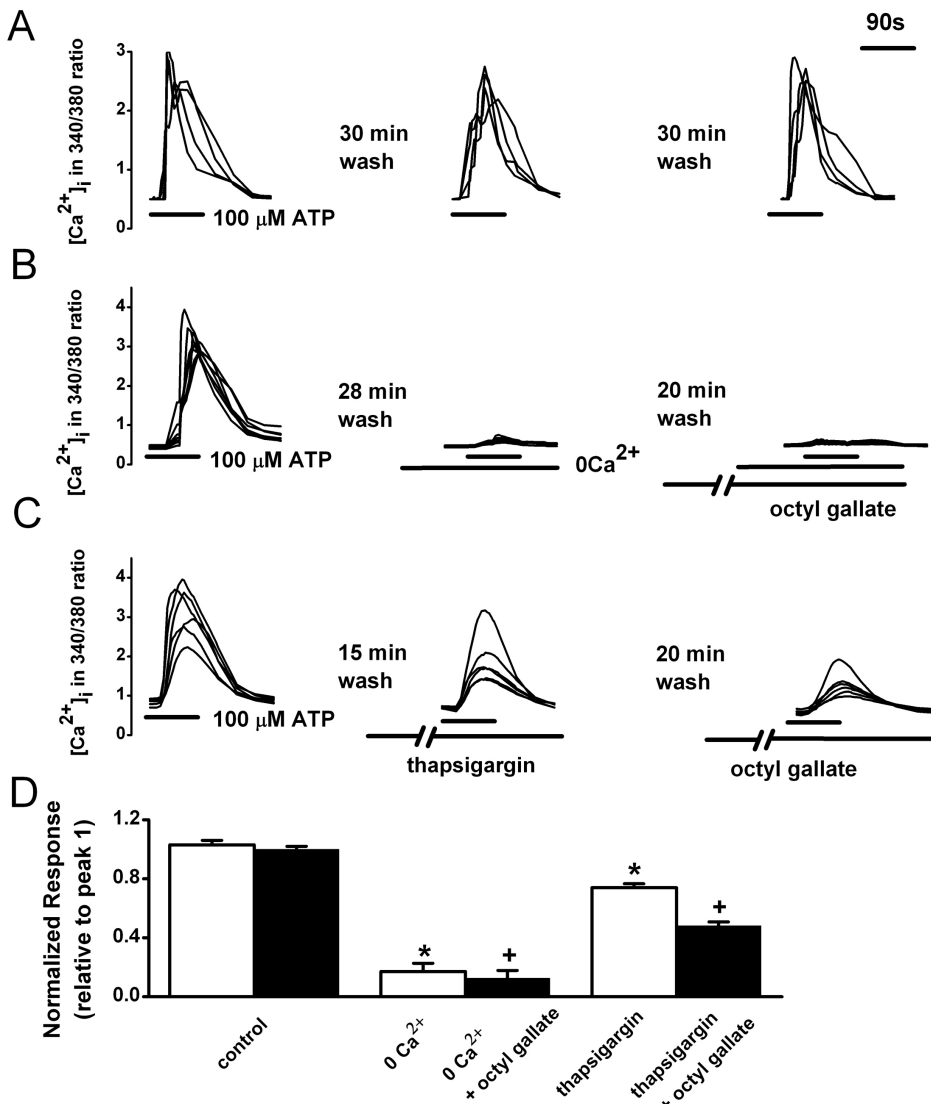 A
90s
[Ca2+]i in 340/380 ratio
3
2
1
0
30 min
wash
30 min
wash
100 µM ATP
B
[Ca2+]i in 340/380 ratio
4
3
2
1
0
28 min
wash
20 min
wash
100 µM ATP
0Ca2+
octyl gallate
C
[Ca2+]i in 340/380 ratio
4
3
2
1
0
15 min
wash
20 min
wash
100 µM ATP
thapsigargin
octyl gallate
D
Normalized Response
(relative to peak 1)
1.2
0.8
0.4
0.0
*
+
*
+
control
0 Ca2+
0 Ca2+
+ octyl gallate
thapsigargin
thapsigargin
+ octyl gallate